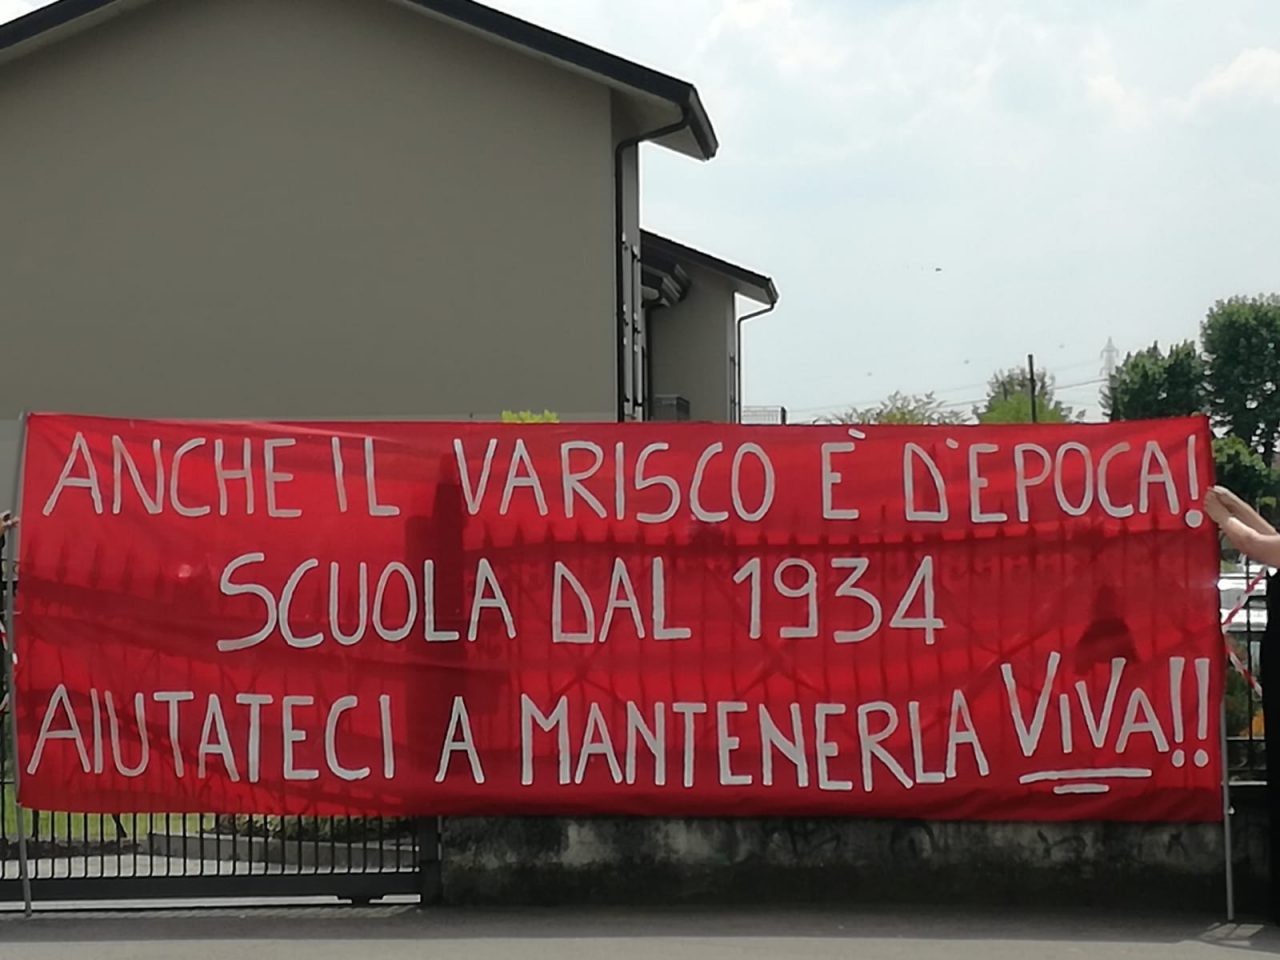 ANCHE IL VARISCO È D'EPOCA!
SCUOLA DAL 1934
AIUTATECI A MANTENERLA VIVA!!